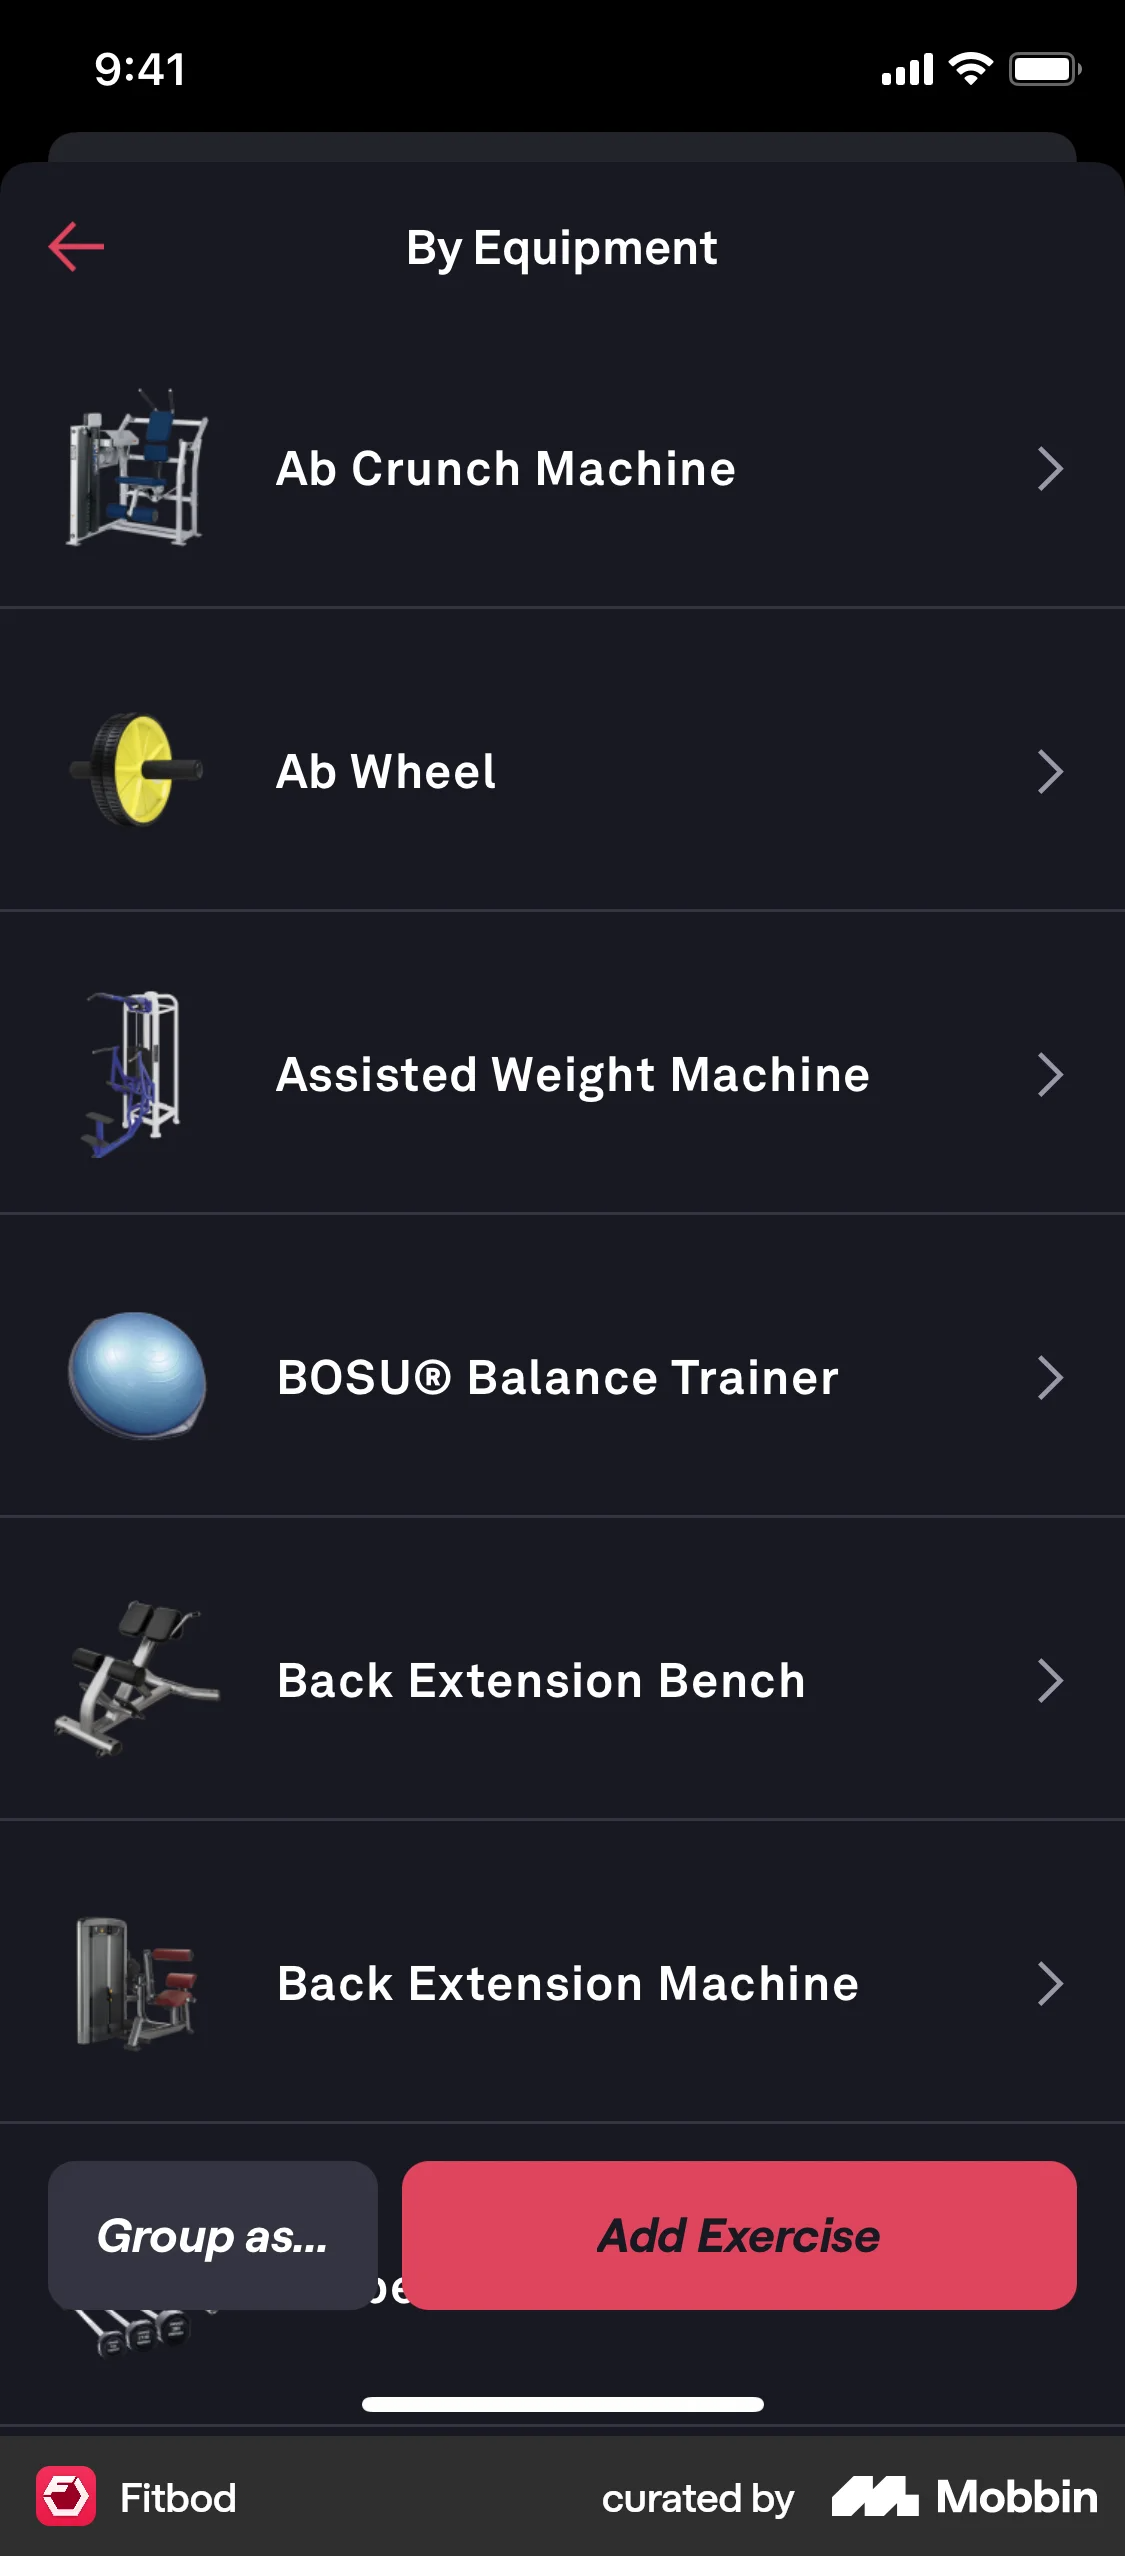 9:41
By Equipment
Ab Crunch Machine
Ab Wheel
Assisted Weight Machine
BOSU® Balance Trainer
Back Extension Bench
Back Extension Machine
Group as...
Add Exercise
Fitbod
curated by
Mobbin